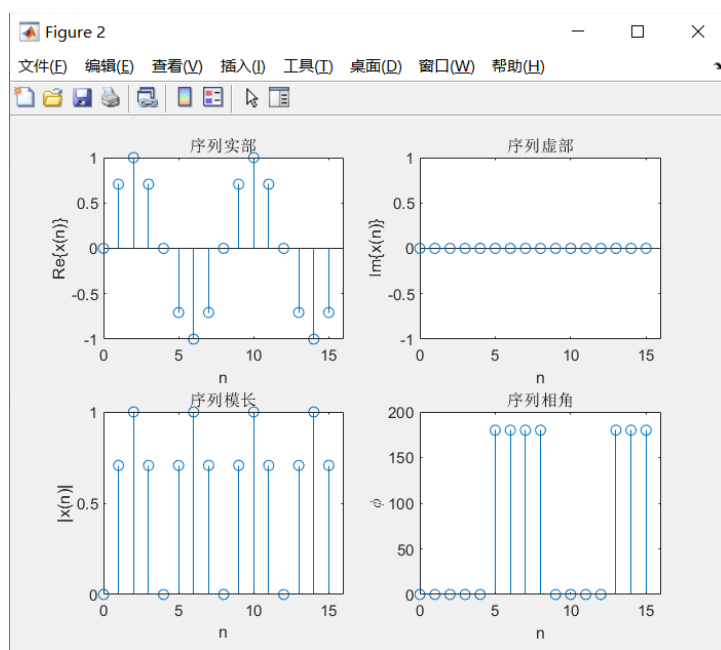 Figure 2
文件(F) 编辑(E) 查看(V) 插入(I) 工具(T) 桌面(D) 窗口(W) 帮助(H)
序列实部
Re{x(n)}
1
0.5
0
-0.5
-1
0 5 10 15
n
序列虚部
Im{x(n)}
1
0.5
0
-0.5
-1
0 5 10 15
n
序列模长
|x(n)|
1
0.5
0
0 5 10 15
n
序列相角
ϕ
200
150
100
50
0
0 5 10 15
n